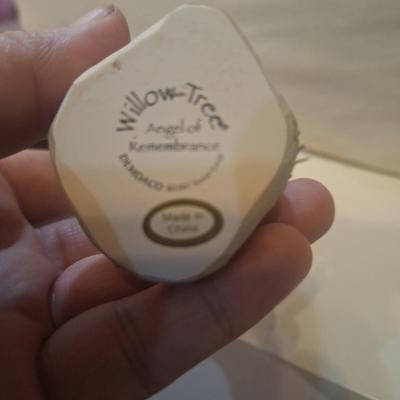 Willow Tree
Angel of
Remembrance
DEMDACO
Made in
China